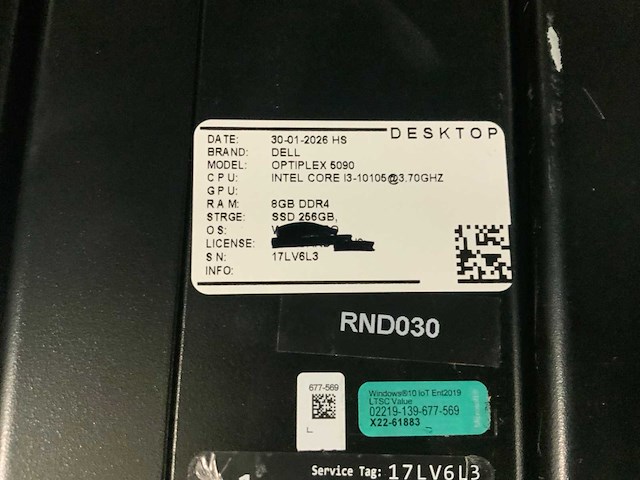 DESKTOP
DATE: 30-01-2026 HS
BRAND: DELL
MODEL: OPTIPLEX 5090
CPU: INTEL CORE I3-10105@3.70GHZ
GPU:
RAM: 8GB DDR4
STRGE: SSD 256GB,
OS:
LICENSE:
SN: 17LV6L3
INFO:
RND030
677-569
L
Windows®10 IoT Ent2019
LTSC Value
02219-139-677-569
X22-61883
Service Tag: 17LV6L3